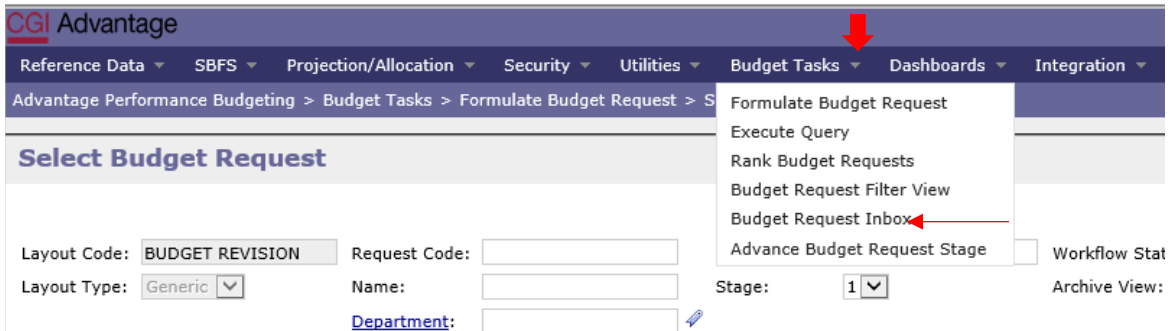 CGI Advantage
Reference Data SBFS Projection/Allocation Security Utilities Budget Tasks Dashboards Integration
Advantage Performance Budgeting > Budget Tasks > Formulate Budget Request > S
Formulate Budget Request
Execute Query
Rank Budget Requests
Budget Request Filter View
Budget Request Inbox
Advance Budget Request Stage
Select Budget Request
Layout Code: BUDGET REVISION Request Code: Workflow Stat
Layout Type: Generic Name: Stage: 1 Archive View:
Department: